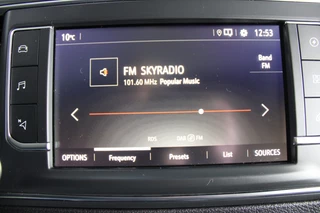 10°C 12:53
Band
FM
FM SKYRADIO
101.60 MHz Popular Music
OPTIONS Frequency Presets List SOURCES